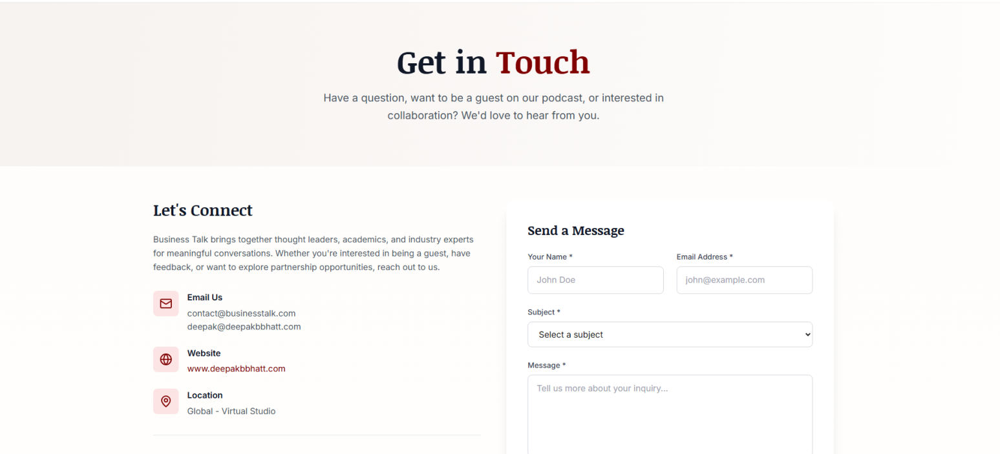 Get in Touch
Have a question, want to be a guest on our podcast, or interested in
collaboration? We'd love to hear from you.
Let's Connect
Business Talk brings together thought leaders, academics, and industry experts
for meaningful conversations. Whether you're interested in being a guest, have
feedback, or want to explore partnership opportunities, reach out to us.
Email Us
contact@businesstalk.com
deepak@deepakbbhatt.com
Website
www.deepakbbhatt.com
Location
Global - Virtual Studio
Send a Message
Your Name *
Email Address *
John Doe
john@example.com
Subject *
Select a subject
Message *
Tell us more about your inquiry...